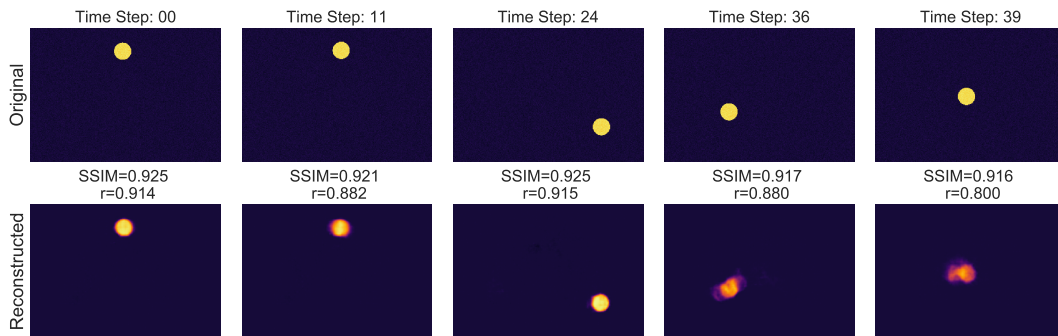 Time Step: 00
Time Step: 11
Time Step: 24
Time Step: 36
Time Step: 39
Original
SSIM=0.925
r=0.914
SSIM=0.921
r=0.882
SSIM=0.925
r=0.915
SSIM=0.917
r=0.880
SSIM=0.916
r=0.800
Reconstructed